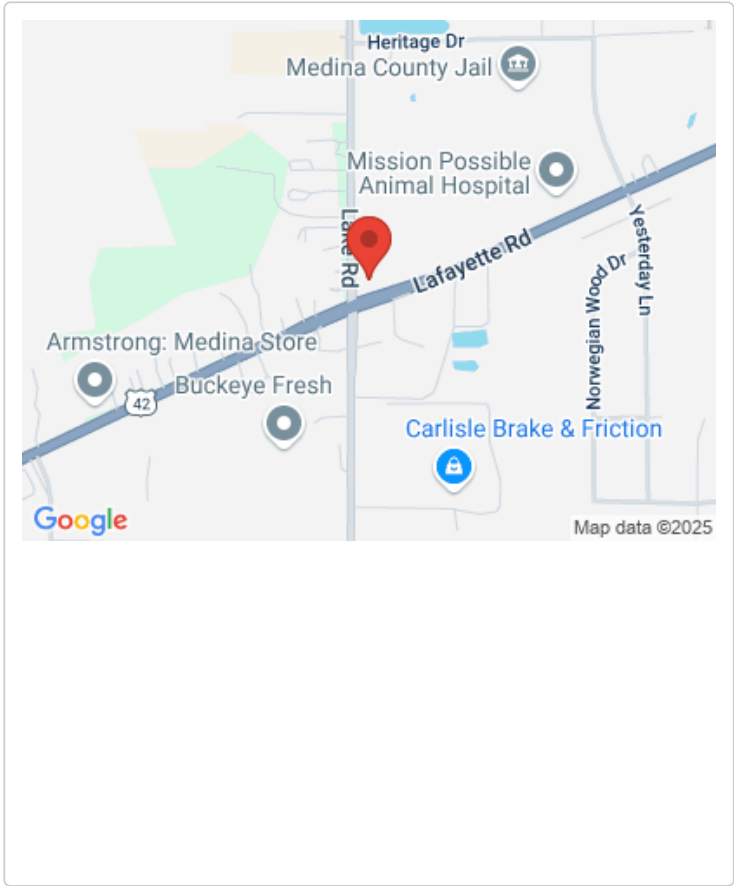 Heritage Dr
Medina County Jail
Mission Possible
Animal Hospital
Lake Rd
Lafayette Rd
Yesterday Ln
Norwegian Wood Dr
Armstrong: Medina Store
42
Buckeye Fresh
Carlisle Brake & Friction
Google
Map data ©2025